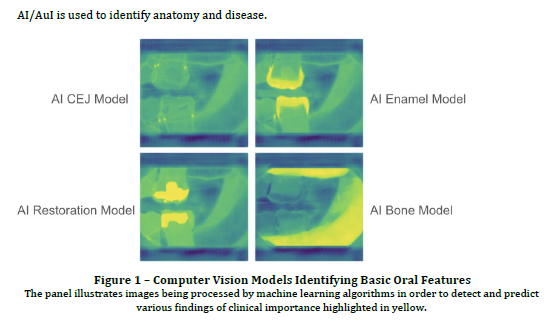 AI/AuI is used to identify anatomy and disease.
AI CEJ Model
AI Enamel Model
AI Restoration Model
AI Bone Model
Figure 1 – Computer Vision Models Identifying Basic Oral Features
The panel illustrates images being processed by machine learning algorithms in order to detect and predict
various findings of clinical importance highlighted in yellow.